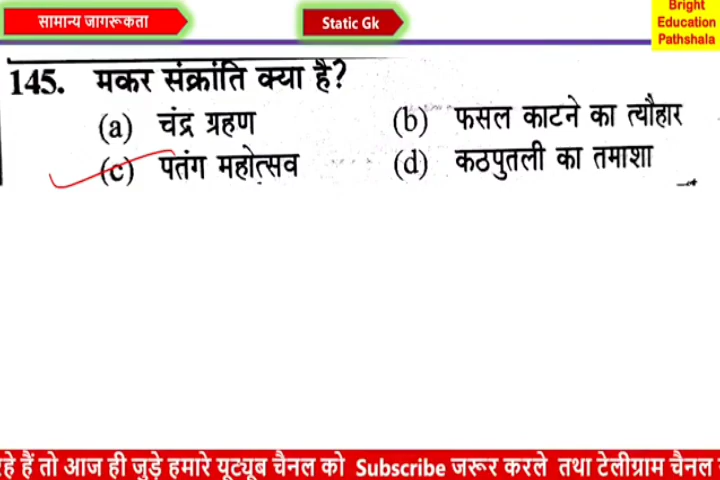 सामान्य जागरूकता
Static Gk
Bright
Education
Pathshala
145. मकर संक्रांति क्या है?
(a) चंद्र ग्रहण (b) फसल काटने का त्यौहार
(c) पतंग महोत्सव (d) कठपुतली का तमाशा
रहे हैं तो आज ही जुड़े हमारे यूट्यूब चैनल को Subscribe जरूर करले तथा टेलीग्राम चैनल